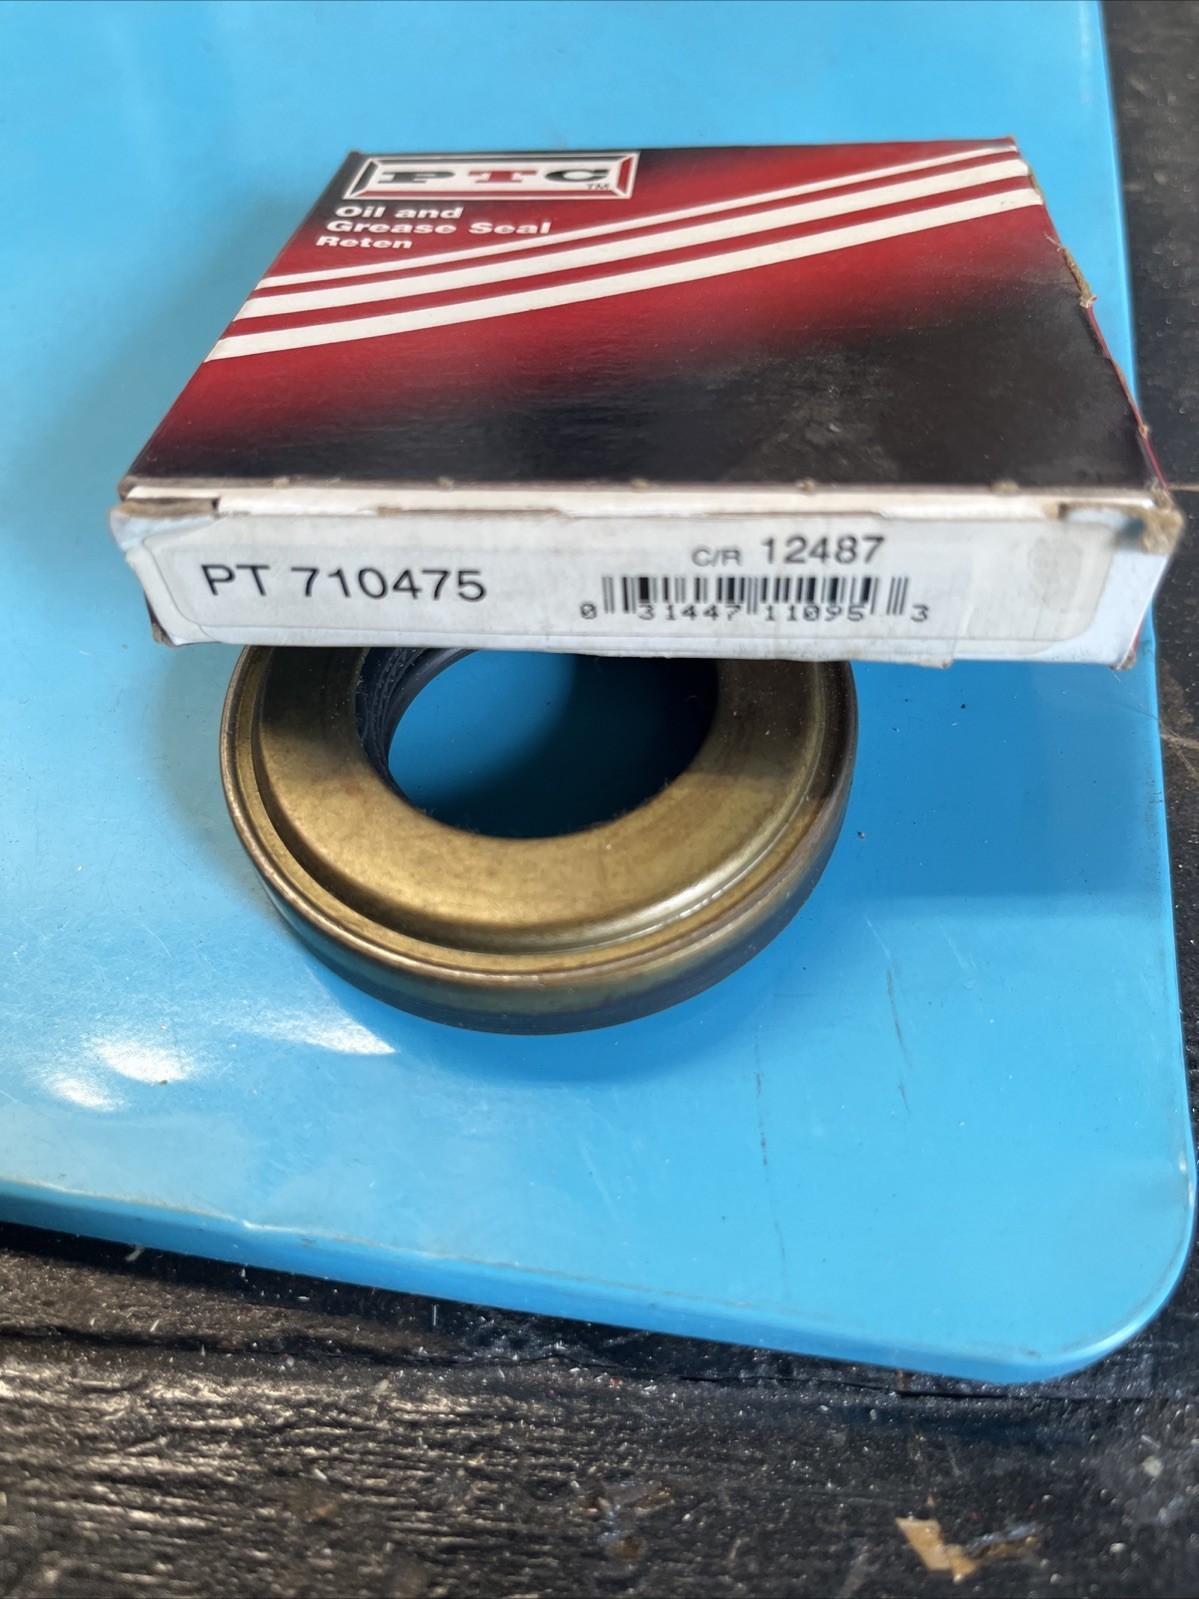 PTC TM
Oil and
Grease Seal
Reten
PT 710475
C/R 12487
0 31447 11095 3